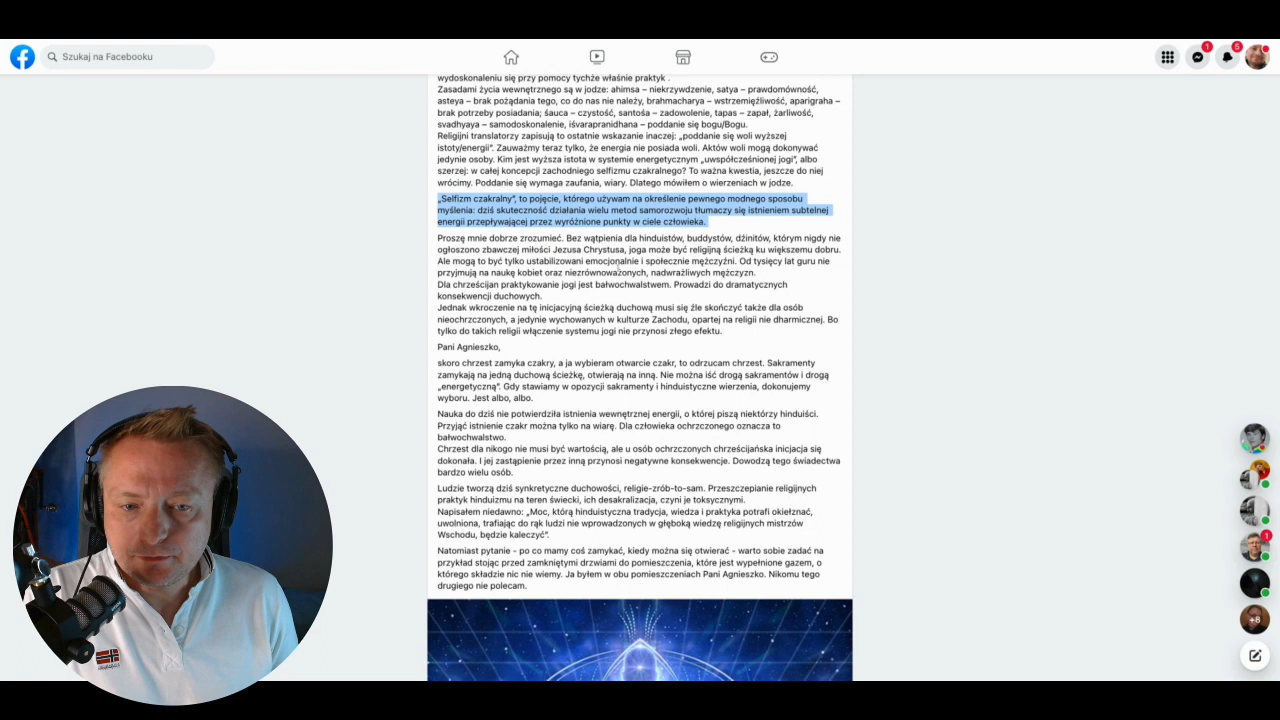 Szukaj na Facebooku
1
5
wydoskonaleniu się przy pomocy tychże właśnie praktyk .
Zasadami życia wewnętrznego są w jodze: ahimsa – niekrzywdzenie, satya – prawdomówność,
asteya – brak pożądania tego, co do nas nie należy, brahmacharya – wstrzemięźliwość, aparigraha –
brak potrzeby posiadania; śauca – czystość, santoša – zadowolenie, tapas – zapał, żarliwość,
svadhyaya – samodoskonalenie, iśvarapranidhana – poddanie się bogu/Bogu.
Religijni translatorzy zapisują to ostatnie wskazanie inaczej: „poddanie się woli wyższej
istoty/energii”. Zauważmy teraz tylko, że energia nie posiada woli. Aktów woli mogą dokonywać
jedynie osoby. Kim jest wyższa istota w systemie energetycznym „uwspółcześnionej jogi”, albo
szerzej: w całej koncepcji zachodniego selfizmu czakralnego? To ważna kwestia, jeszcze do niej
wrócimy. Poddanie się wymaga zaufania, wiary. Dlatego mówiłem o wierzeniach w jodze.
„Selfizm czakralny”, to pojęcie, którego używam na określenie pewnego modnego sposobu
myślenia: dziś skuteczność działania wielu metod samorozwoju tłumaczy się istnieniem subtelnej
energii przepływającej przez wyróżnione punkty w ciele człowieka.
Proszę mnie dobrze zrozumieć. Bez wątpienia dla hinduistów, buddystów, dźinitów, którym nigdy nie
ogłoszono zbawczej miłości Jezusa Chrystusa, joga może być religijną ścieżką ku większemu dobru.
Ale mogą to być tylko ustabilizowani emocjonalnie i społecznie mężczyźni. Od tysięcy lat guru nie
przyjmują na naukę kobiet oraz niezrównoważonych, nadwrażliwych mężczyzn.
Dla chrześcijan praktykowanie jogi jest bałwochwalstwem. Prowadzi do dramatycznych
konsekwencji duchowych.
Jednak wkroczenie na tę inicjacyjną ścieżką duchową musi się źle skończyć także dla osób
nieochrzczonych, a jedynie wychowanych w kulturze Zachodu, opartej na religii nie dharmicznej. Bo
tylko do takich religii włączenie systemu jogi nie przynosi złego efektu.
Pani Agnieszko,
skoro chrzest zamyka czakry, a ja wybieram otwarcie czakr, to odrzucam chrzest. Sakramenty
zamykają na jedną duchową ścieżkę, otwierają na inną. Nie można iść drogą sakramentów i drogą
„energetyczną”. Gdy stawiamy w opozycji sakramenty i hinduistyczne wierzenia, dokonujemy
wyboru. Jest albo, albo.
Nauka do dziś nie potwierdziła istnienia wewnętrznej energii, o której piszą niektórzy hinduiści.
Przyjąć istnienie czakr można tylko na wiarę. Dla człowieka ochrzczonego oznacza to
bałwochwalstwo.
Chrzest dla nikogo nie musi być wartością, ale u osób ochrzczonych chrześcijańska inicjacja się
dokonała. I jej zastąpienie przez inną przynosi negatywne konsekwencje. Dowodzą tego świadectwa
bardzo wielu osób.
Ludzie tworzą dziś synkretyczne duchowości, religie-zrób-to-sam. Przeszczepianie religijnych
praktyk hinduizmu na teren świecki, ich desakralizacja, czyni je toksycznymi.
Napisałem niedawno: „Moc, którą hinduistyczna tradycja, wiedza i praktyka potrafi okiełznać,
uwolniona, trafiając do rąk ludzi nie wprowadzonych w głęboką wiedzę religijnych mistrzów
Wschodu, będzie kaleczyć”.
Natomiast pytanie - po co mamy coś zamykać, kiedy można się otwierać - warto sobie zadać na
przykład stojąc przed zamkniętymi drzwiami do pomieszczenia, które jest wypełnione gazem, o
którego składzie nic nie wiemy. Ja byłem w obu pomieszczeniach Pani Agnieszko. Nikomu tego
drugiego nie polecam.
1
+8